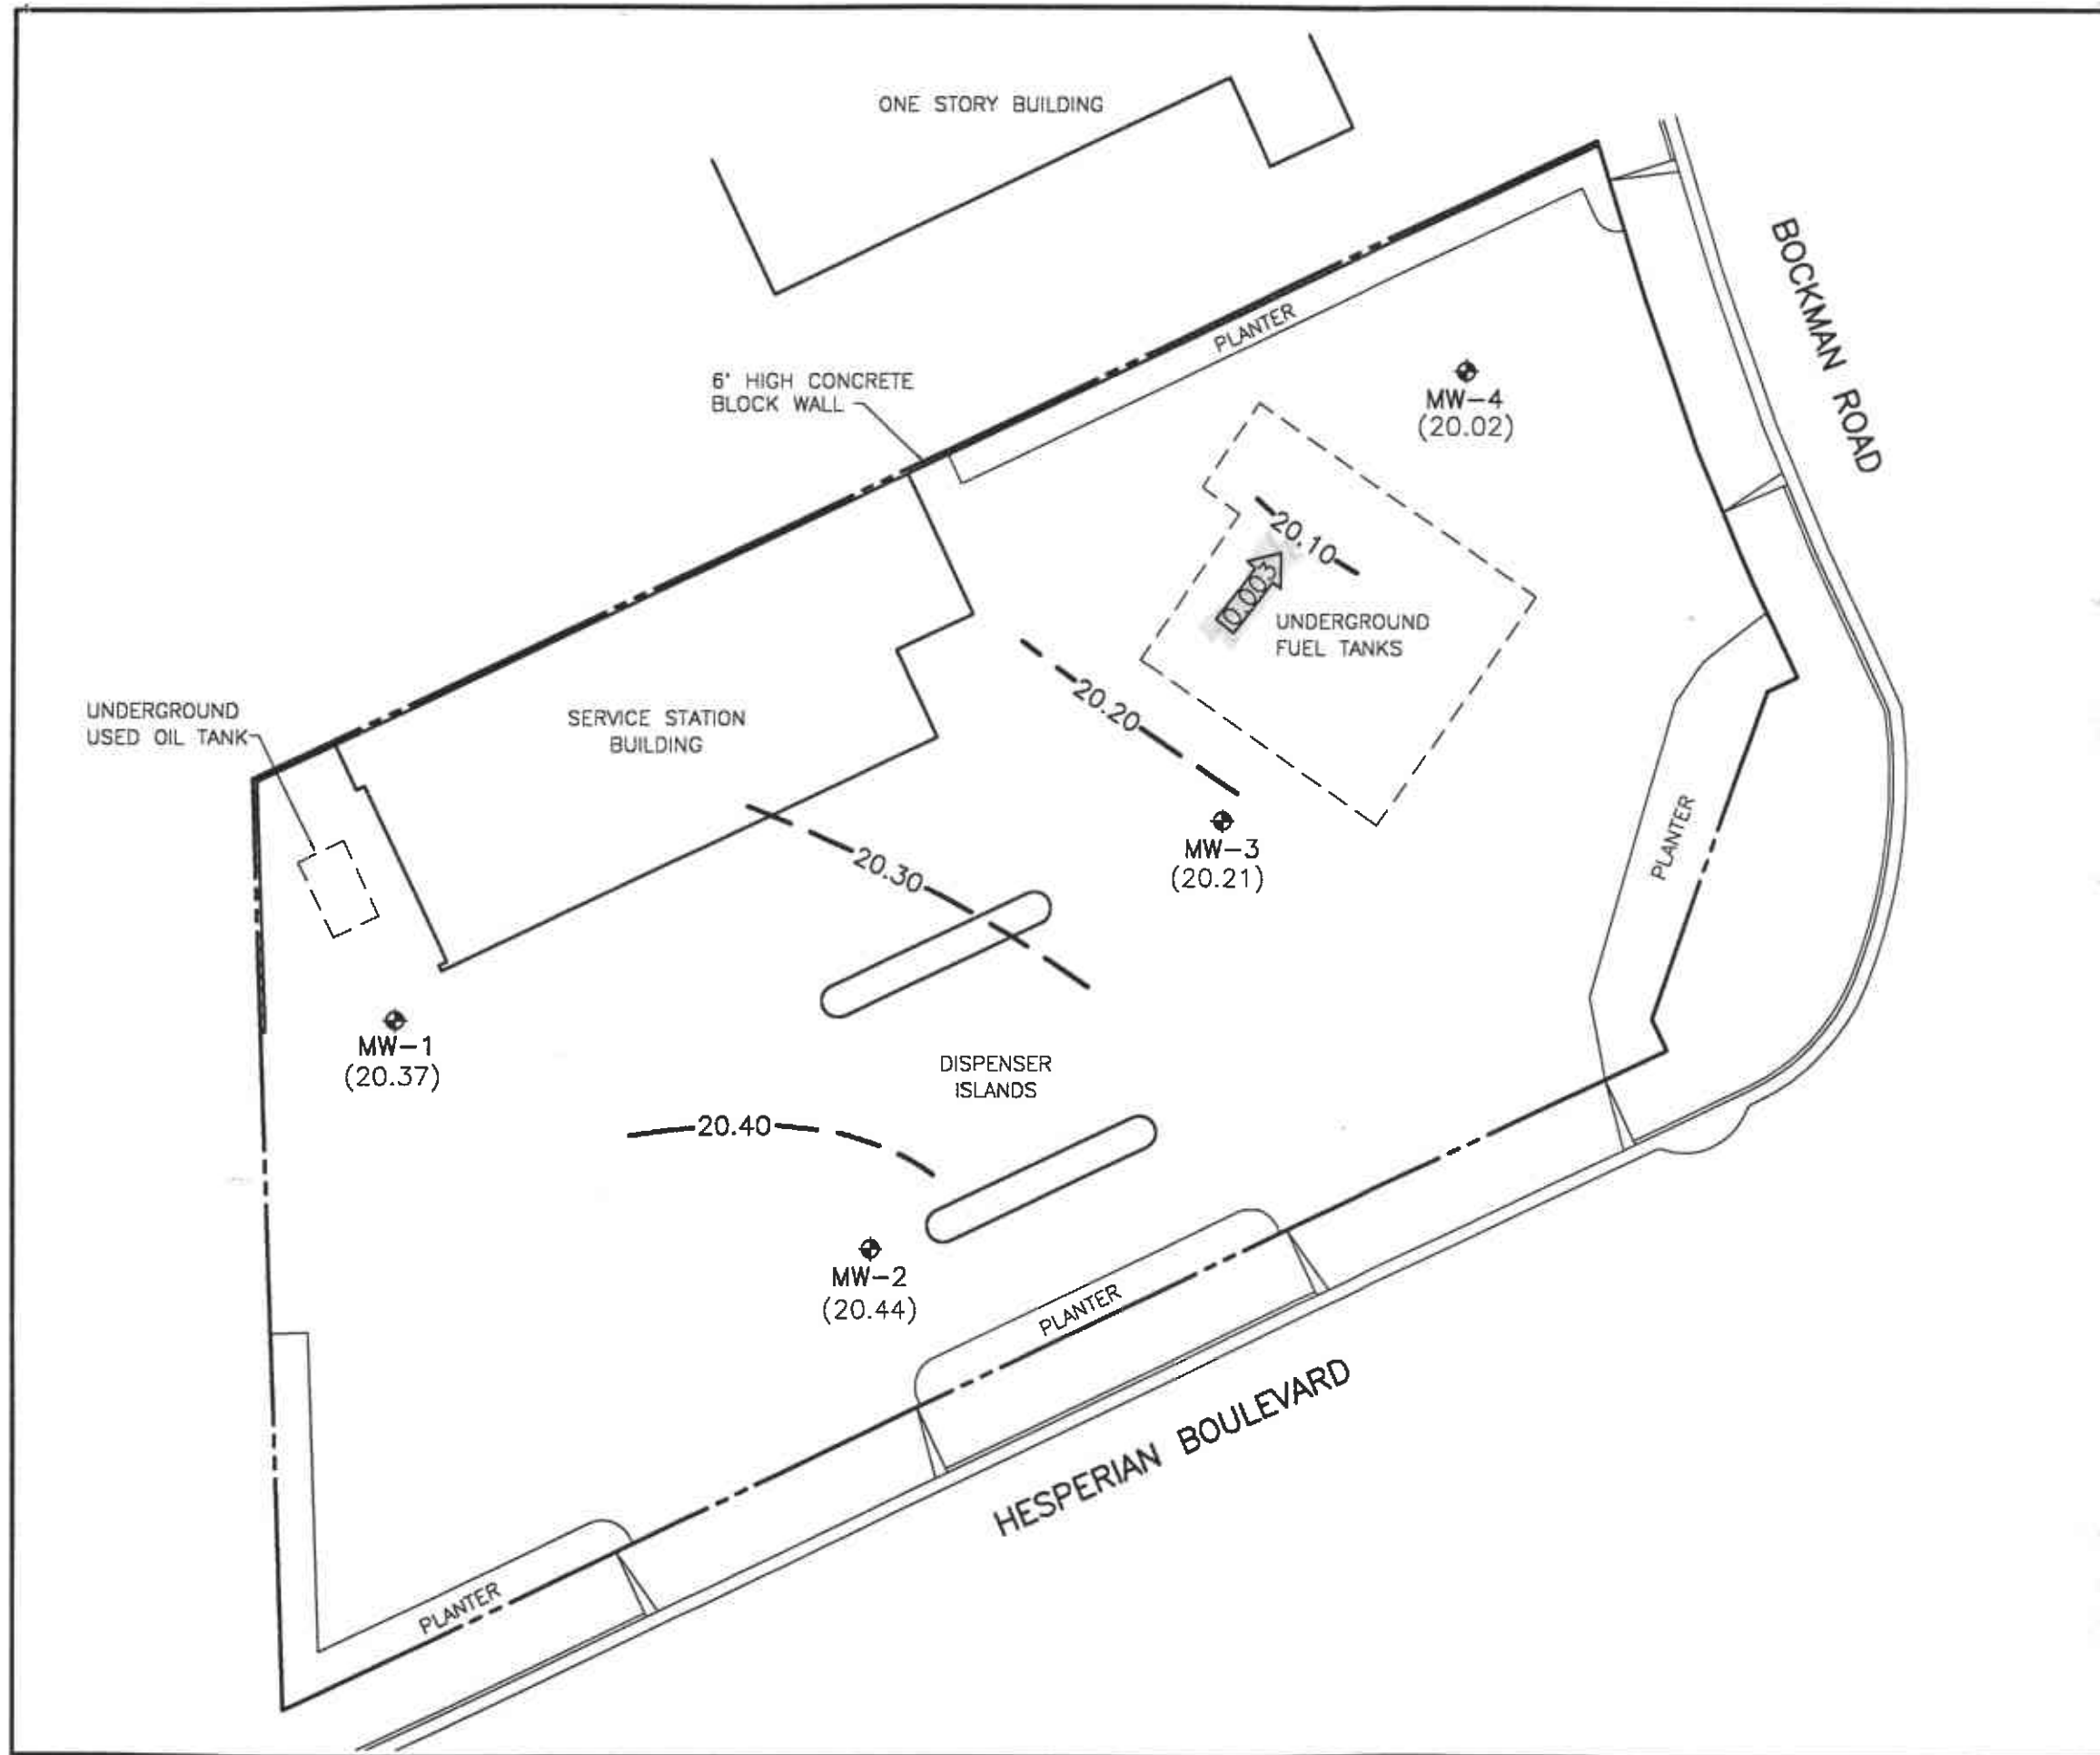 ONE STORY BUILDING
BOCKMAN ROAD
PLANTER
6' HIGH CONCRETE
BLOCK WALL
MW-4
(20.02)
20.10
0.003
UNDERGROUND
FUEL TANKS
20.20
UNDERGROUND
USED OIL TANK
SERVICE STATION
BUILDING
PLANTER
MW-3
(20.21)
20.30
MW-1
(20.37)
DISPENSER
ISLANDS
20.40
MW-2
(20.44)
PLANTER
HESPERIAN BOULEVARD
PLANTER